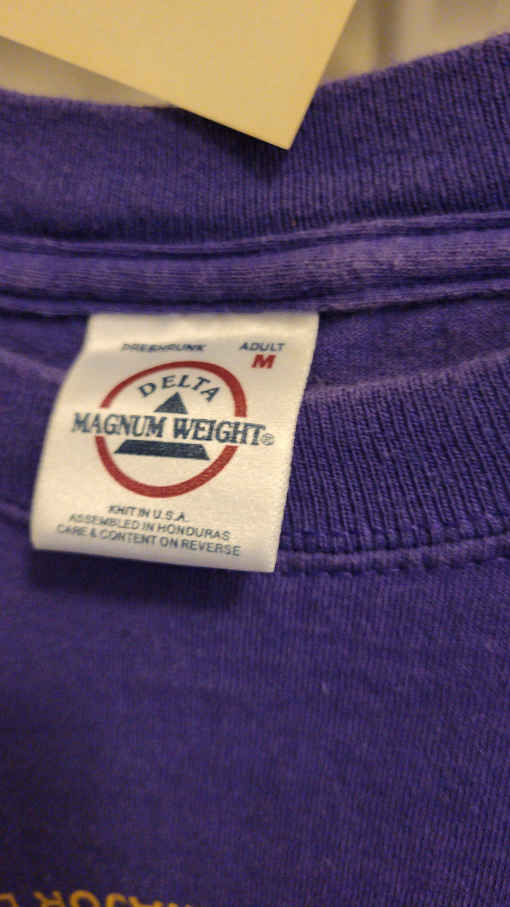 PRESHRUNK ADULT
M
DELTA
MAGNUM WEIGHT®
KNIT IN U.S.A.
ASSEMBLED IN HONDURAS
CARE & CONTENT ON REVERSE